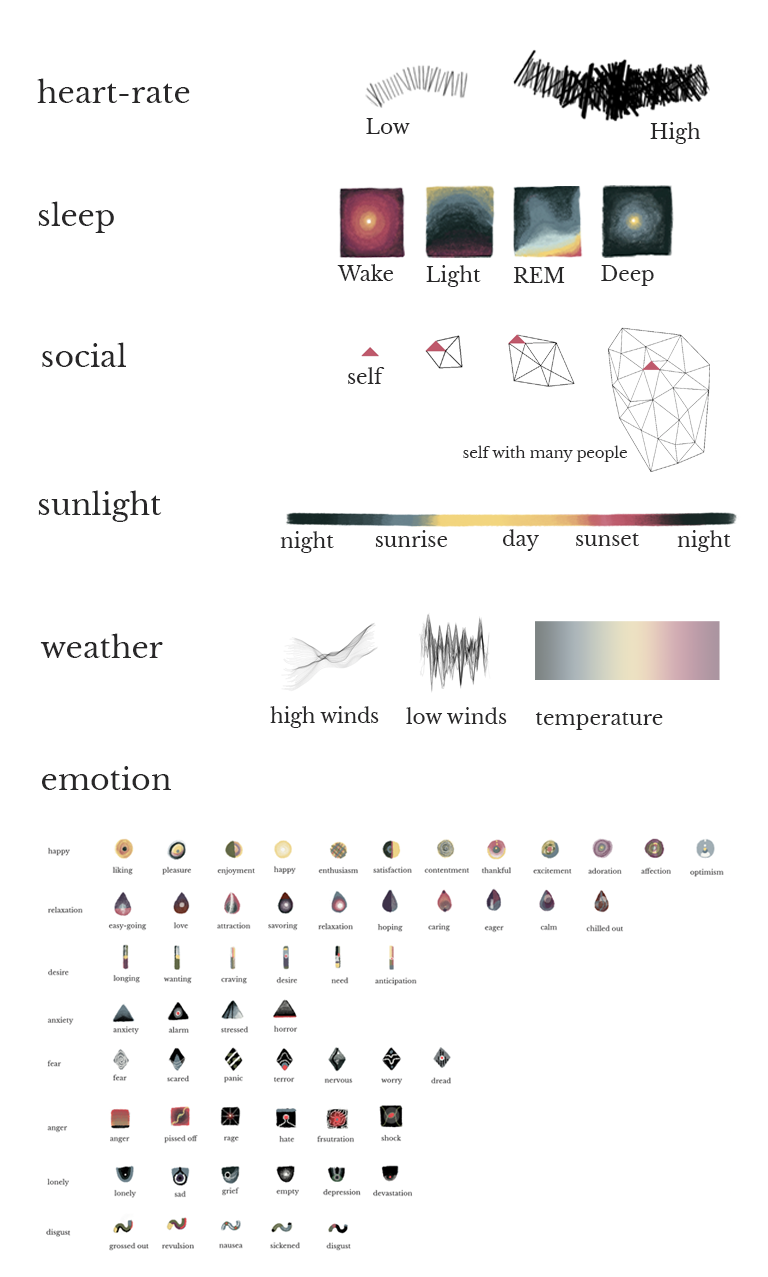 heart-rate
Low
High
sleep
Wake Light REM Deep
social
self
self with many people
sunlight
night sunrise day sunset night
weather
high winds low winds temperature
emotion
happy
liking pleasure enjoyment happy enthusiasm satisfaction contentment thankful excitement adoration affection optimism
relaxation
easy-going love attraction savoring relaxation hoping caring eager calm chilled out
desire
longing wanting craving desire need anticipation
anxiety
anxiety alarm stressed horror
fear
fear scared panic terror nervous worry dread
anger
anger pissed off rage hate frsutration shock
lonely
lonely sad grief empty depression devastation
disgust
grossed out revulsion nausea sickened disgust